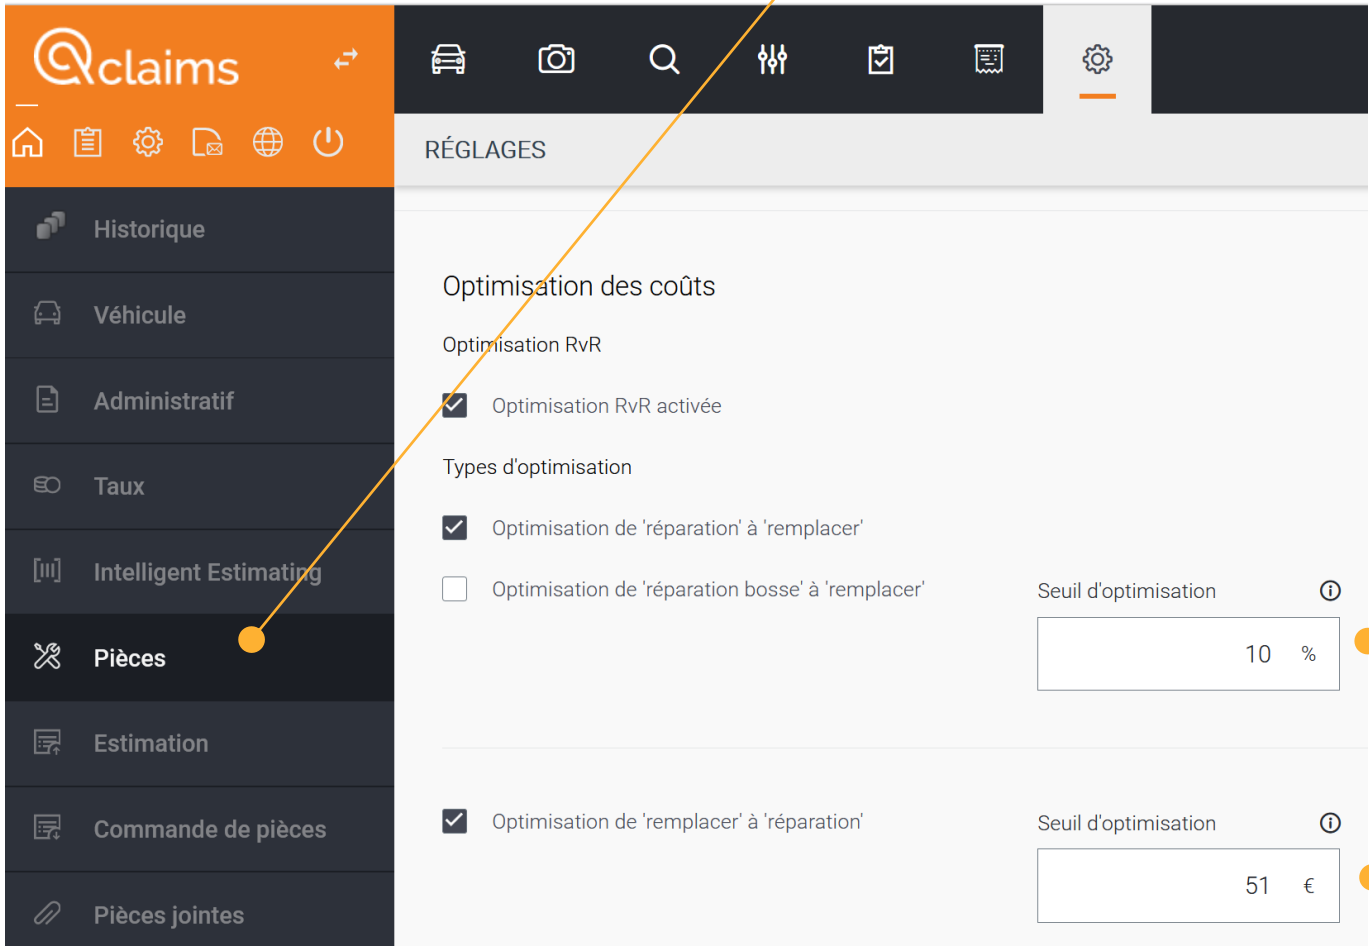 Qclaims
RÉGLAGES
Historique
Véhicule
Administratif
Taux
Intelligent Estimating
Pièces
Estimation
Commande de pièces
Pièces jointes
Optimisation des coûts
Optimisation RvR
Optimisation RvR activée
Types d'optimisation
Optimisation de 'réparation' à 'remplacer'
Optimisation de 'réparation bosse' à 'remplacer'
Seuil d'optimisation
10 %
Optimisation de 'remplacer' à 'réparation'
Seuil d'optimisation
51 €